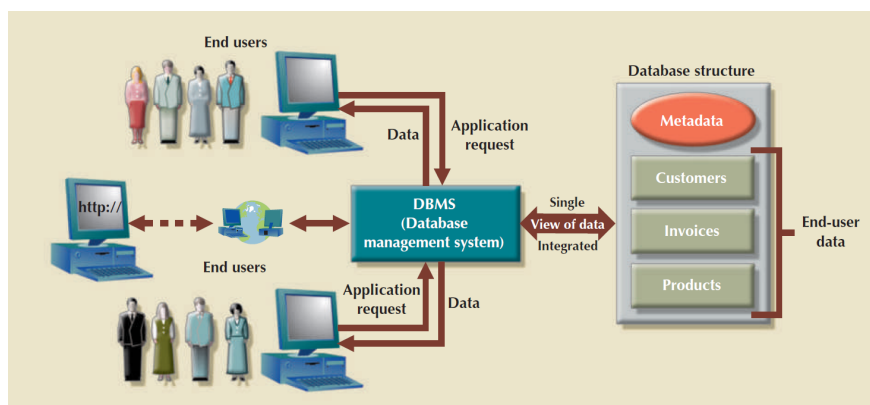 End users
Data
Application
request
http://
DBMS
(Database
management system)
Single
View of data
Integrated
Database structure
Metadata
Customers
Invoices
Products
End-user
data
End users
Application
request
Data